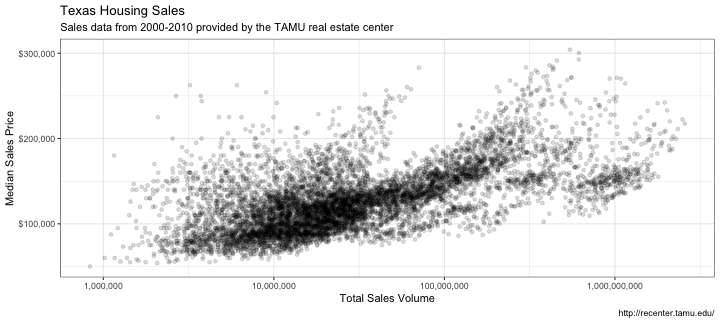 Texas Housing Sales
Sales data from 2000-2010 provided by the TAMU real estate center
Median Sales Price
$300,000
$200,000
$100,000
1,000,000
10,000,000
100,000,000
1,000,000,000
Total Sales Volume
http://recenter.tamu.edu/